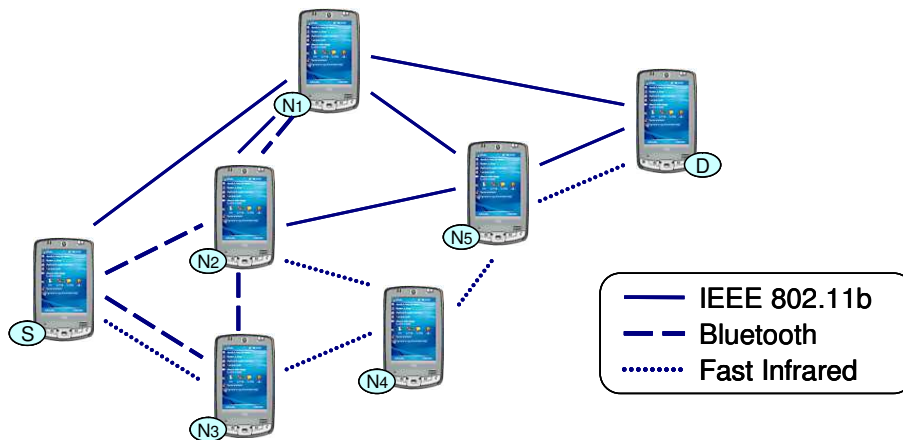 N1
D
N5
N2
S
N4
N3
IEEE 802.11b
Bluetooth
Fast Infrared